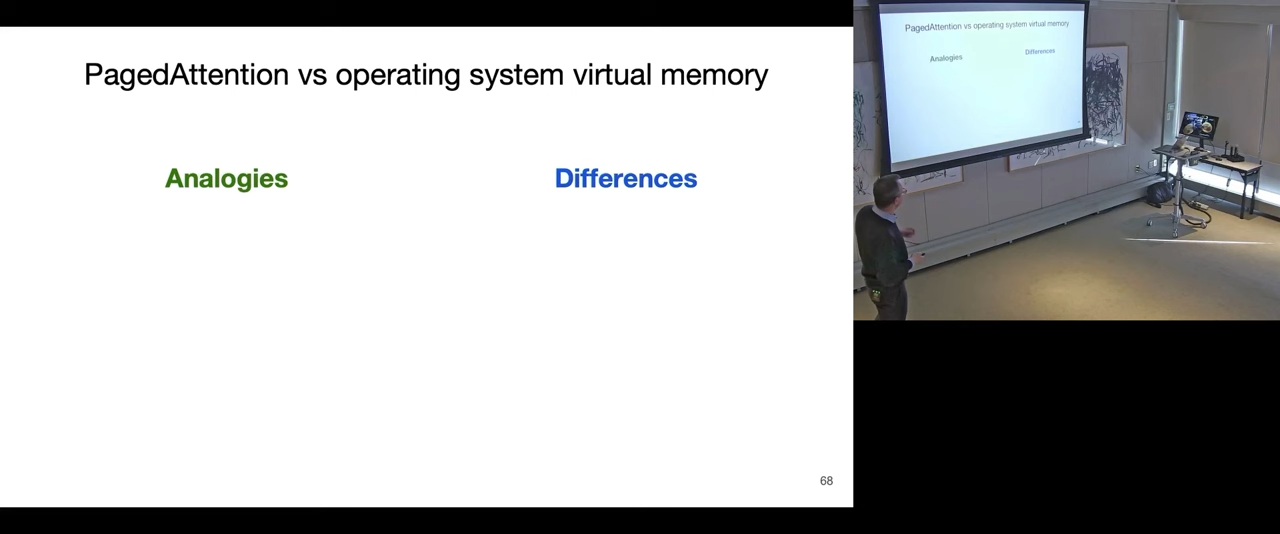 PagedAttention vs operating system virtual memory
Analogies
Differences
68
PagedAttention vs operating system virtual memory
Analogies
Differences